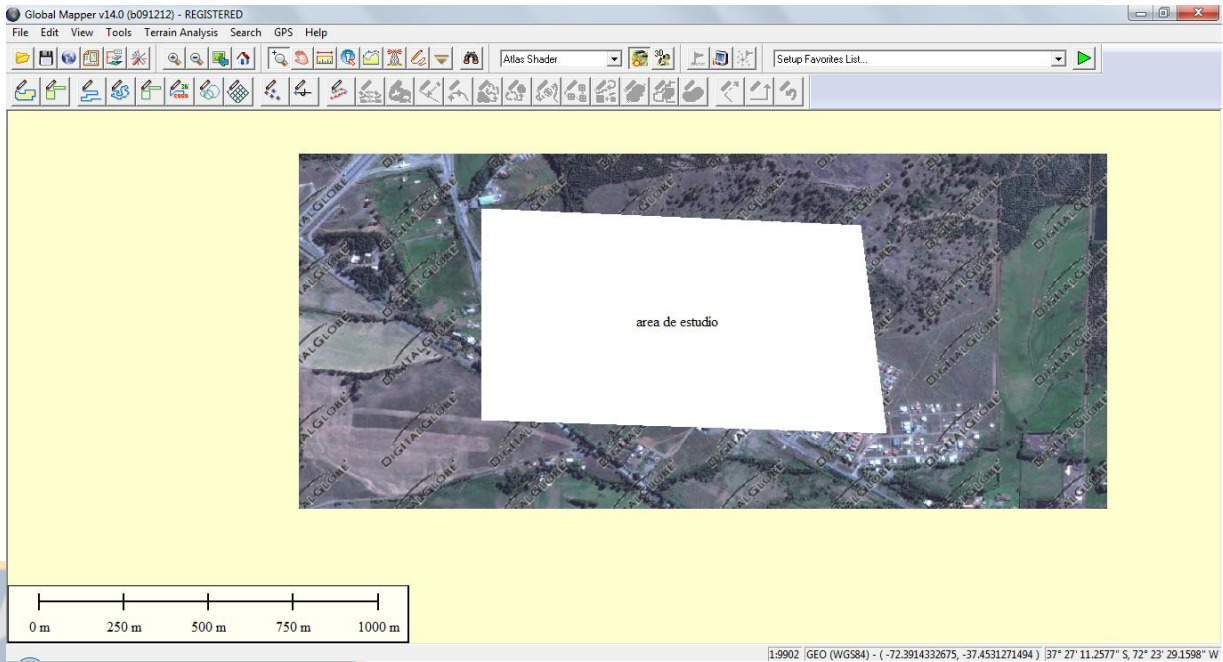 Global Mapper v14.0 (b091212) - REGISTERED
File Edit View Tools Terrain Analysis Search GPS Help
Atlas Shader
Setup Favorites List...
DIGITALGLOBE
area de estudio
0 m 250 m 500 m 750 m 1000 m
1:9902 GEO (WGS84) - ( -72.3914332675, -37.4531271494 ) 37° 27' 11.2577" S, 72° 23' 29.1598" W